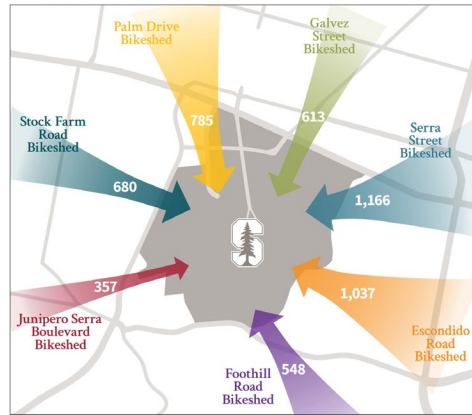 Palm Drive
Bikeshed
785
Galvez
Street
Bikeshed
613
Stock Farm
Road
Bikeshed
680
Serra
Street
Bikeshed
1,166
S
357
Junipero Serra
Boulevard
Bikeshed
1,037
Escondido
Road
Bikeshed
Foothill
Road
Bikeshed
548